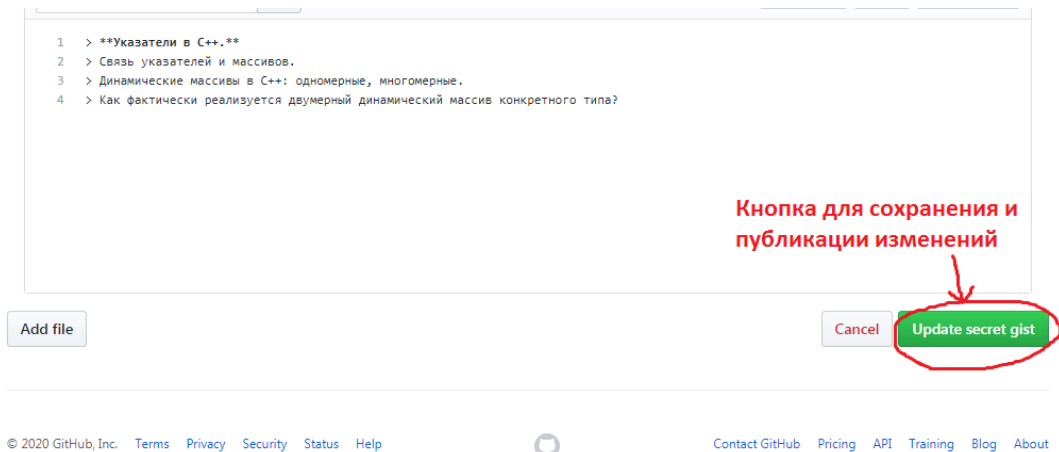 1 > **Указатели в С++.**
2 > Связь указателей и массивов.
3 > Динамические массивы в С++: одномерные, многомерные.
4 > Как фактически реализуется двумерный динамический массив конкретного типа?
Кнопка для сохранения и
публикации изменений
Add file
Cancel
Update secret gist
© 2020 GitHub, Inc. Terms Privacy Security Status Help
Contact GitHub Pricing API Training Blog About